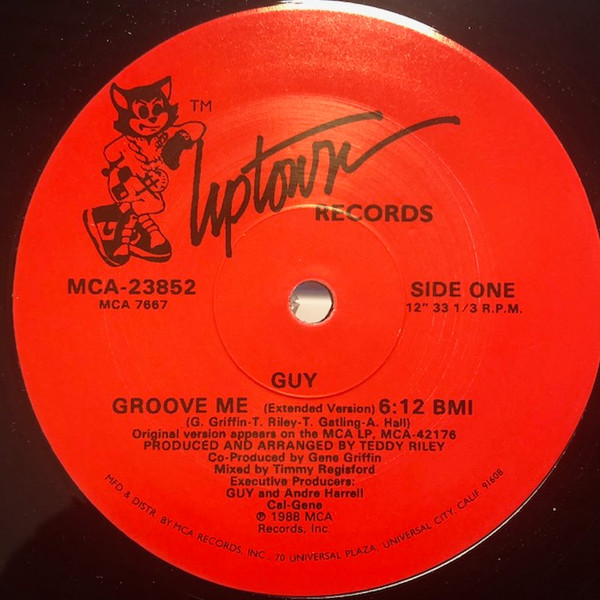 TM
Uptown
RECORDS
MCA-23852
MCA 7667
SIDE ONE
12" 33 1/3 R.P.M.
GUY
GROOVE ME (Extended Version) 6:12 BMI
(G. Griffin-T. Riley-T. Gatling-A. Hall)
Original version appears on the MCA LP, MCA-42176
PRODUCED AND ARRANGED BY TEDDY RILEY
Co-Produced by Gene Griffin
Mixed by Timmy Regisford
Executive Producers:
GUY and Andre Harrell
Cal-Gene
℗ 1988 MCA
Records, Inc.
MFD. & DISTR. BY MCA RECORDS, INC., 70 UNIVERSAL PLAZA, UNIVERSAL CITY, CALIF. 91608